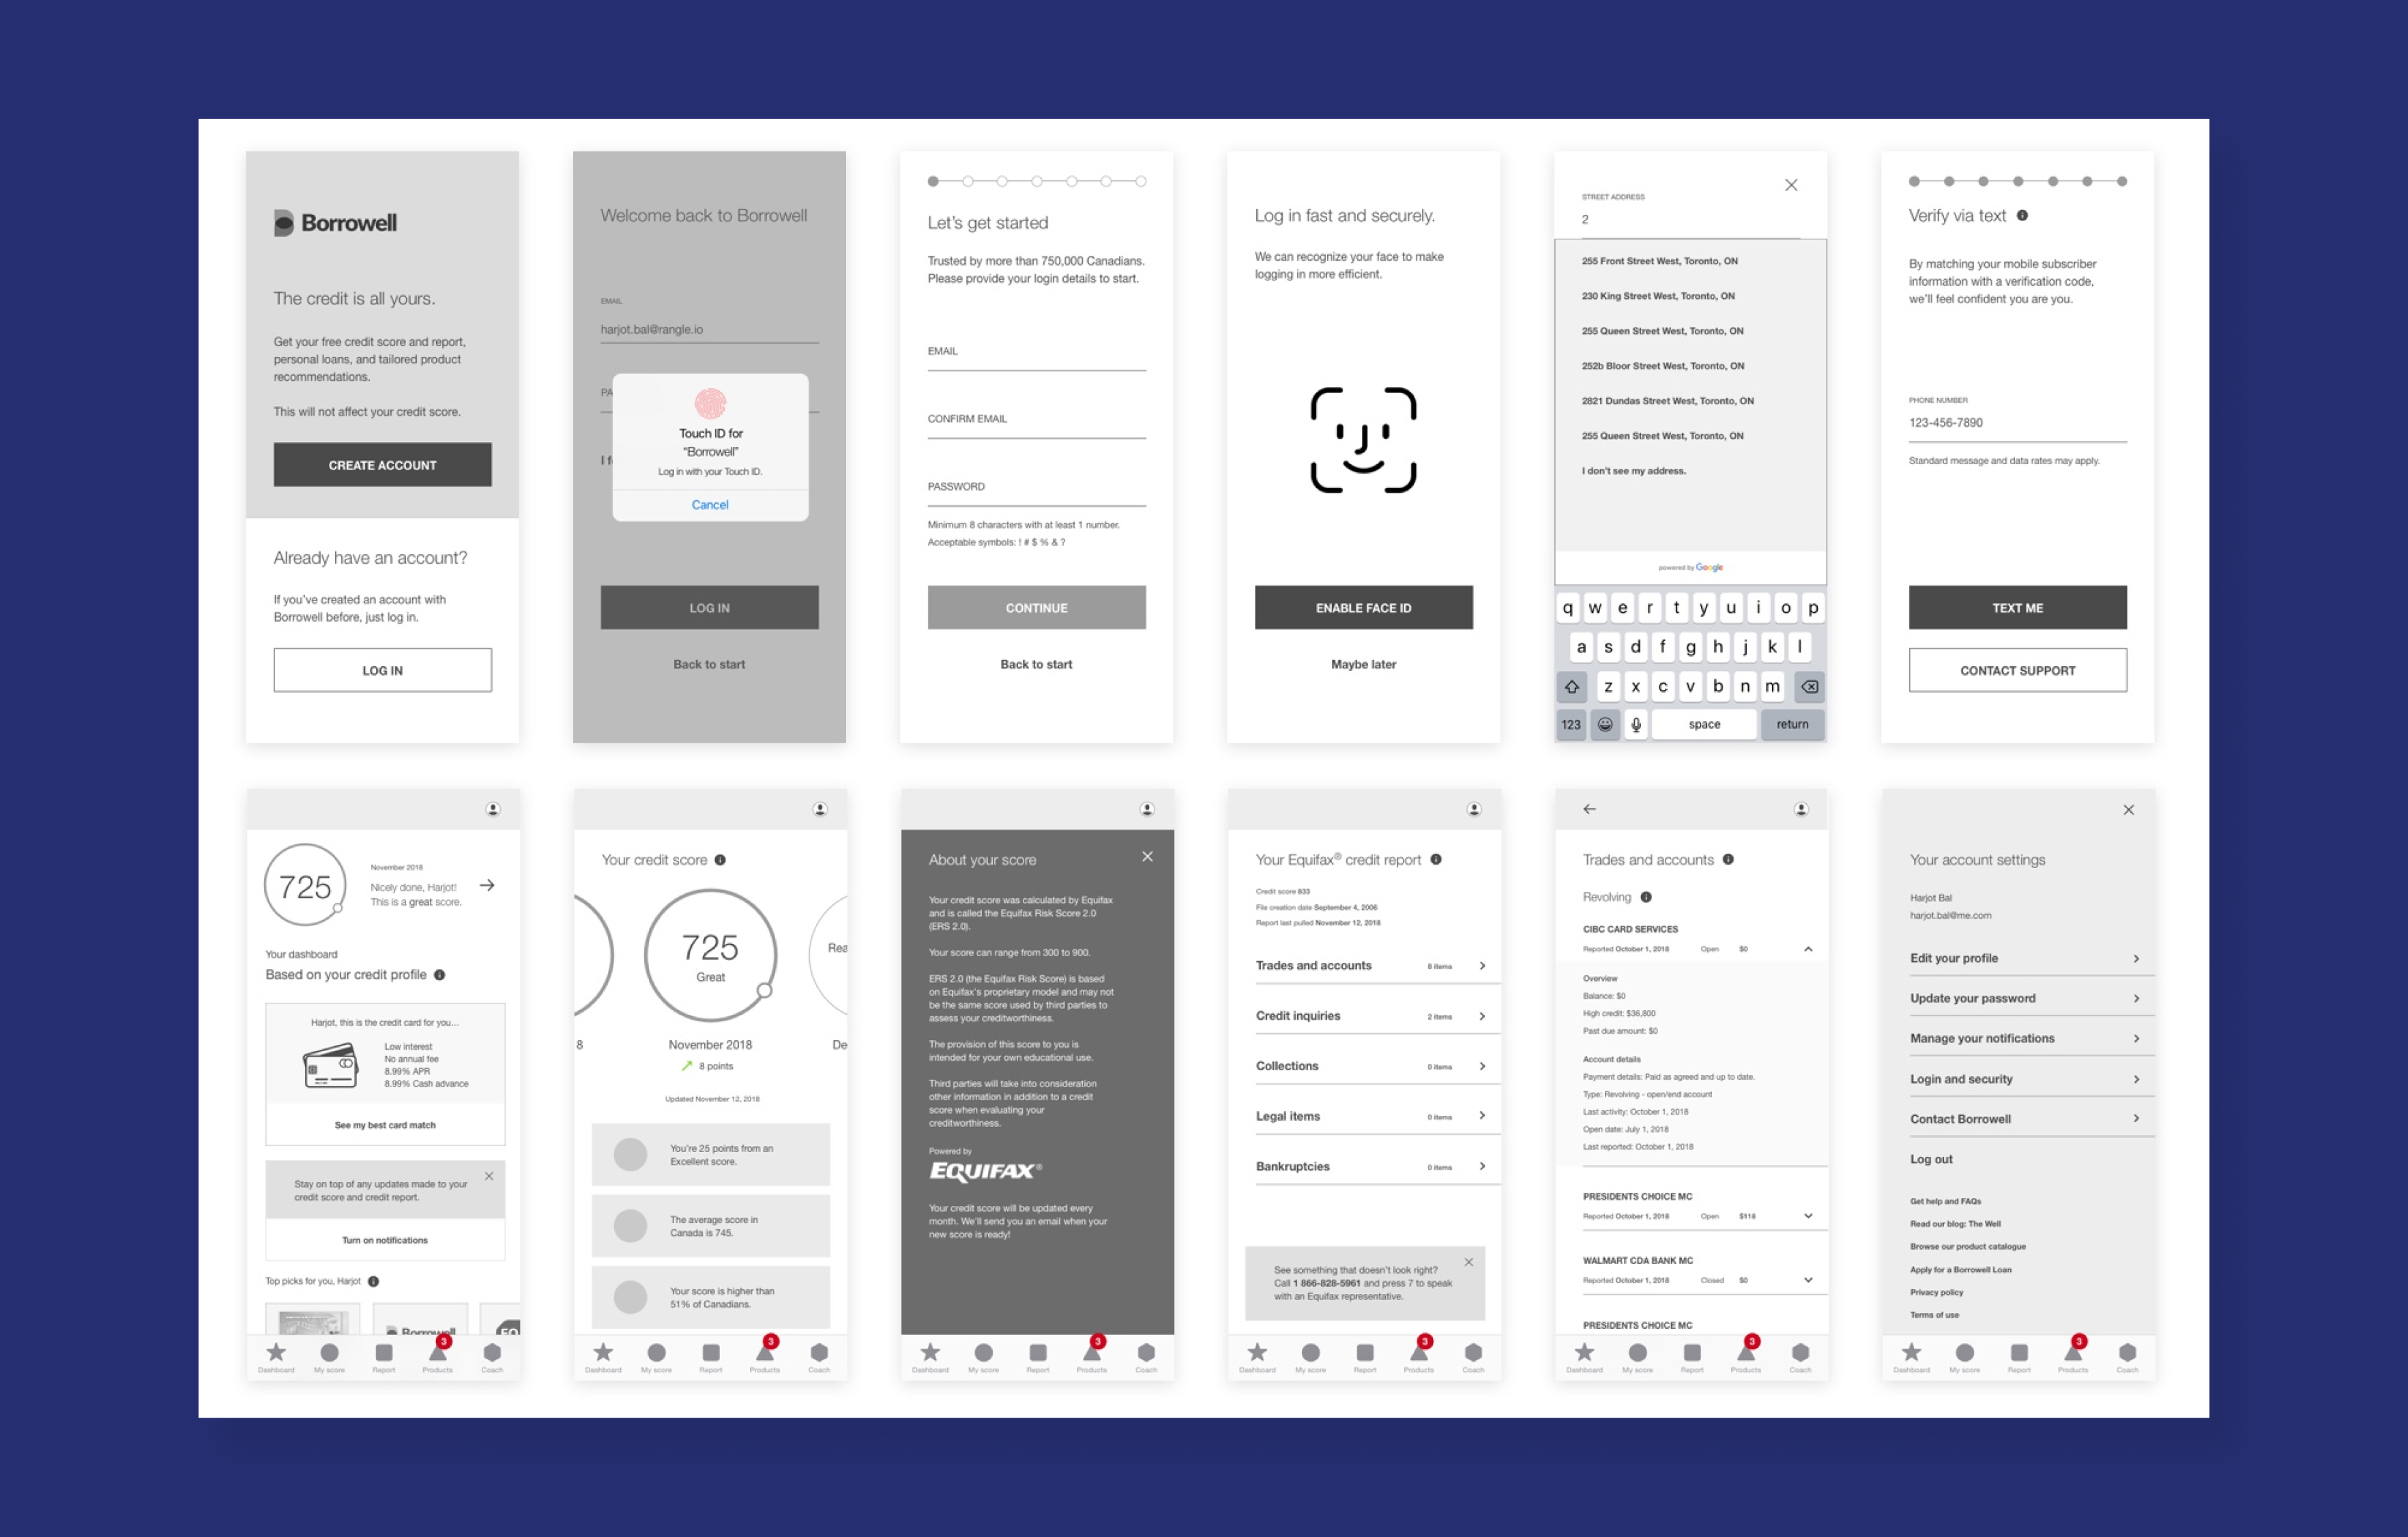 Borrowell
The credit is all yours.
Get your free credit score and report,
personal loans, and tailored product
recommendations.
This will not affect your credit score.
CREATE ACCOUNT
Already have an account?
If you've created an account with
Borrowell before, just log in.
LOG IN
Welcome back to Borrowell
EMAIL
harjot.bal@rangle.io
PA
I f
Touch ID for
"Borrowell"
Log in with your Touch ID.
Cancel
LOG IN
Back to start
Let's get started
Trusted by more than 750,000 Canadians.
Please provide your login details to start.
EMAIL
CONFIRM EMAIL
PASSWORD
Minimum 8 characters with at least 1 number.
Acceptable symbols: ! # $ % & ?
CONTINUE
Back to start
Log in fast and securely.
We can recognize your face to make
logging in more efficient.
ENABLE FACE ID
Maybe later
STREET ADDRESS
2
255 Front Street West, Toronto, ON
230 King Street West, Toronto, ON
255 Queen Street West, Toronto, ON
252b Bloor Street West, Toronto, ON
2821 Dundas Street West, Toronto, ON
255 Queen Street West, Toronto, ON
I don't see my address.
powered by Google
q w e r t y u i o p
a s d f g h j k l
z x c v b n m
123 space return
Verify via text
By matching your mobile subscriber
information with a verification code,
we'll feel confident you are you.
PHONE NUMBER
123-456-7890
Standard message and data rates may apply.
TEXT ME
CONTACT SUPPORT
725
November 2018
Nicely done, Harjot!
This is a great score.
Your dashboard
Based on your credit profile
Harjot, this is the credit card for you...
Low interest
No annual fee
8.99% APR
8.99% Cash advance
See my best card match
Stay on top of any updates made to your
credit score and credit report.
Turn on notifications
Top picks for you, Harjot
Borrowell
3
Dashboard My score Report Products Coach
Your credit score
725
Great
Rea
8 November 2018 De
8 points
Updated November 12, 2018
You're 25 points from an
Excellent score.
The average score in
Canada is 745.
Your score is higher than
51% of Canadians.
3
Dashboard My score Report Products Coach
About your score
Your credit score was calculated by Equifax
and is called the Equifax Risk Score 2.0
(ERS 2.0).
Your score can range from 300 to 900.
ERS 2.0 (the Equifax Risk Score) is based
on Equifax's proprietary model and may not
be the same score used by third parties to
assess your creditworthiness.
The provision of this score to you is
intended for your own educational use.
Third parties will take into consideration
other information in addition to a credit
score when evaluating your
creditworthiness.
Powered by
EQUIFAX®
Your credit score will be updated every
month. We'll send you an email when your
new score is ready!
3
Dashboard My score Report Products Coach
Your Equifax® credit report
Credit score 833
File creation date September 4, 2006
Report last pulled November 12, 2018
Trades and accounts 8 items
Credit inquiries 2 items
Collections 0 items
Legal items 0 items
Bankruptcies 0 items
See something that doesn't look right?
Call 1 866-828-5961 and press 7 to speak
with an Equifax representative.
3
Dashboard My score Report Products Coach
Trades and accounts
Revolving
CIBC CARD SERVICES
Reported October 1, 2018 Open $0
Overview
Balance: $0
High credit: $36,800
Past due amount: $0
Account details
Payment details: Paid as agreed and up to date.
Type: Revolving - open/end account
Last activity: October 1, 2018
Open date: July 1, 2018
Last reported: October 1, 2018
PRESIDENTS CHOICE MC
Reported October 1, 2018 Open $118
WALMART CDA BANK MC
Reported October 1, 2018 Closed $0
PRESIDENTS CHOICE MC
3
Dashboard My score Report Products Coach
Your account settings
Harjot Bal
harjot.bal@me.com
Edit your profile
Update your password
Manage your notifications
Login and security
Contact Borrowell
Log out
Get help and FAQs
Read our blog: The Well
Browse our product catalogue
Apply for a Borrowell Loan
Privacy policy
Terms of use
3
Dashboard My score Report Products Coach